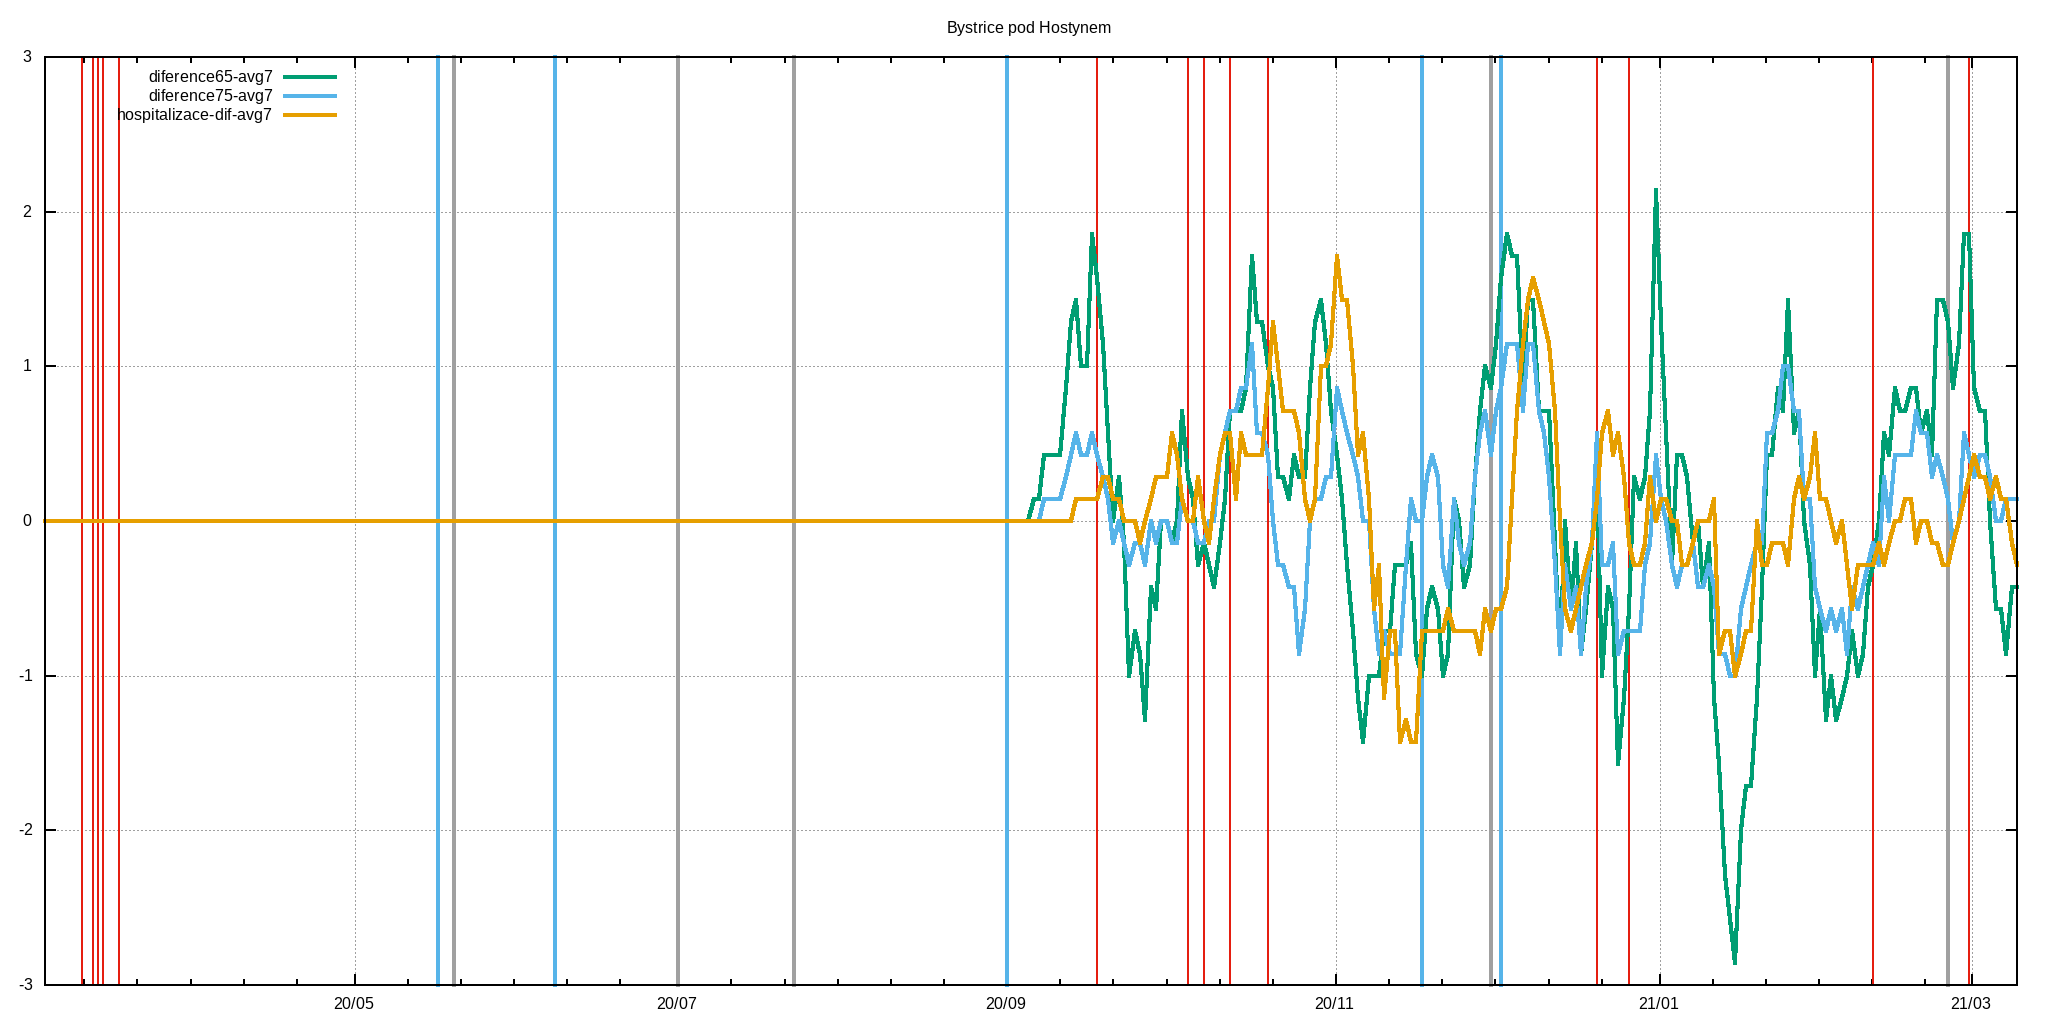 Bystrice pod Hostynem
diference65-avg7
diference75-avg7
hospitalizace-dif-avg7
3
2
1
0
-1
-2
-3
20/05 20/07 20/09 20/11 21/01 21/03